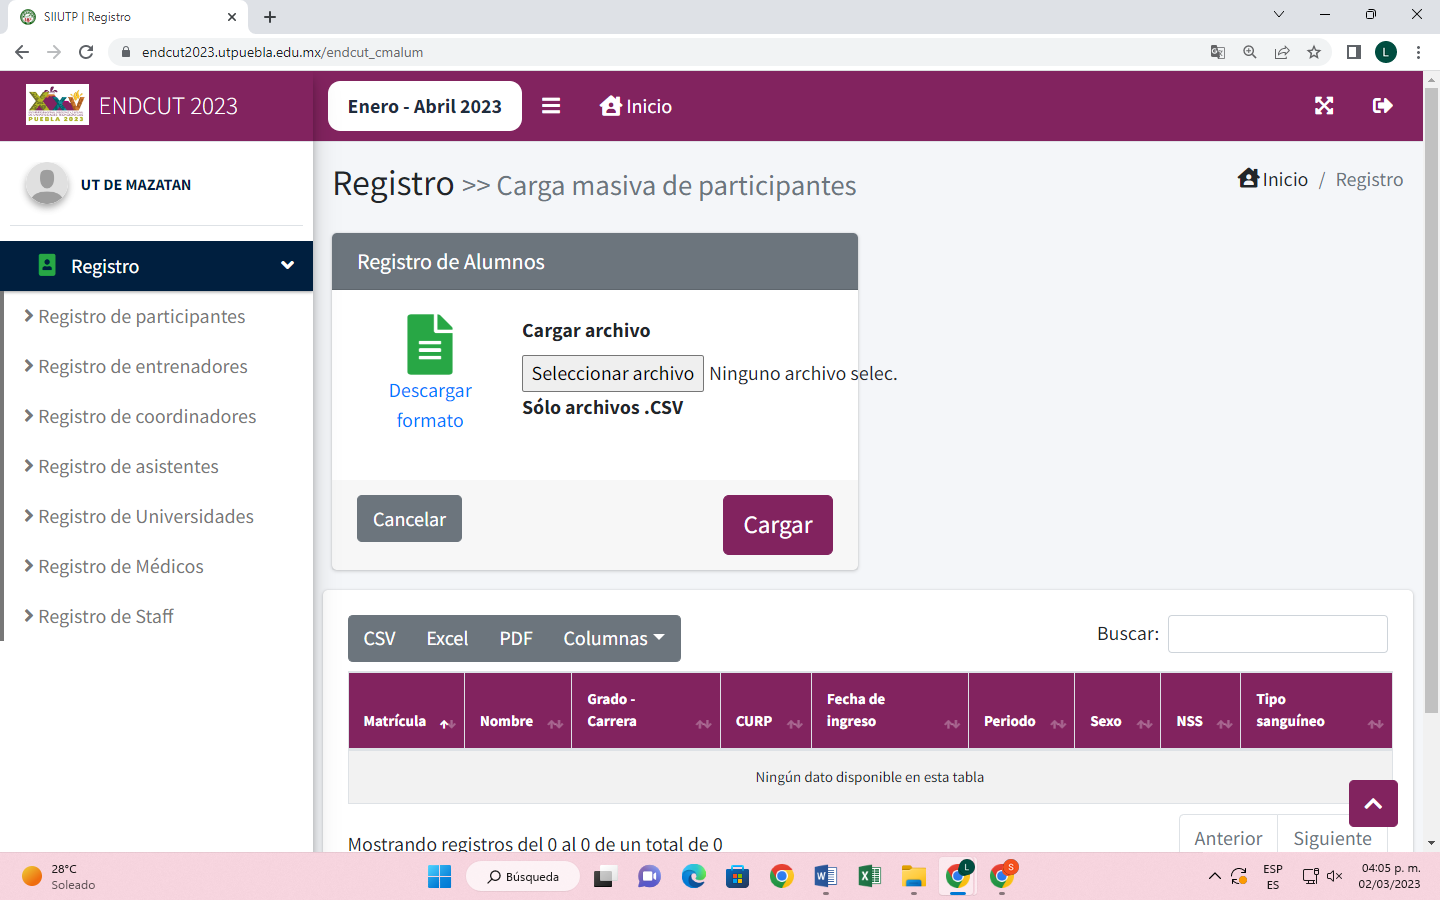 SIIUTP | Registro
endcut2023.utpuebla.edu.mx/endcut_cmalum
L
PUEBLA 2023
ENDCUT 2023
Enero - Abril 2023
Inicio
UT DE MAZATAN
Registro >> Carga masiva de participantes
Inicio / Registro
Registro
Registro de participantes
Registro de entrenadores
Registro de coordinadores
Registro de asistentes
Registro de Universidades
Registro de Médicos
Registro de Staff
Registro de Alumnos
Descargar
formato
Cargar archivo
Seleccionar archivo Ninguno archivo selec.
Sólo archivos .CSV
Cancelar
Cargar
CSV Excel PDF Columnas
Buscar:
Matrícula Nombre Grado - Carrera CURP Fecha de ingreso Periodo Sexo NSS Tipo sanguíneo
Ningún dato disponible en esta tabla
Mostrando registros del 0 al 0 de un total de 0
Anterior Siguiente
28°C
Soleado
Búsqueda
L
S
ESP
ES
04:05 p. m.
02/03/2023